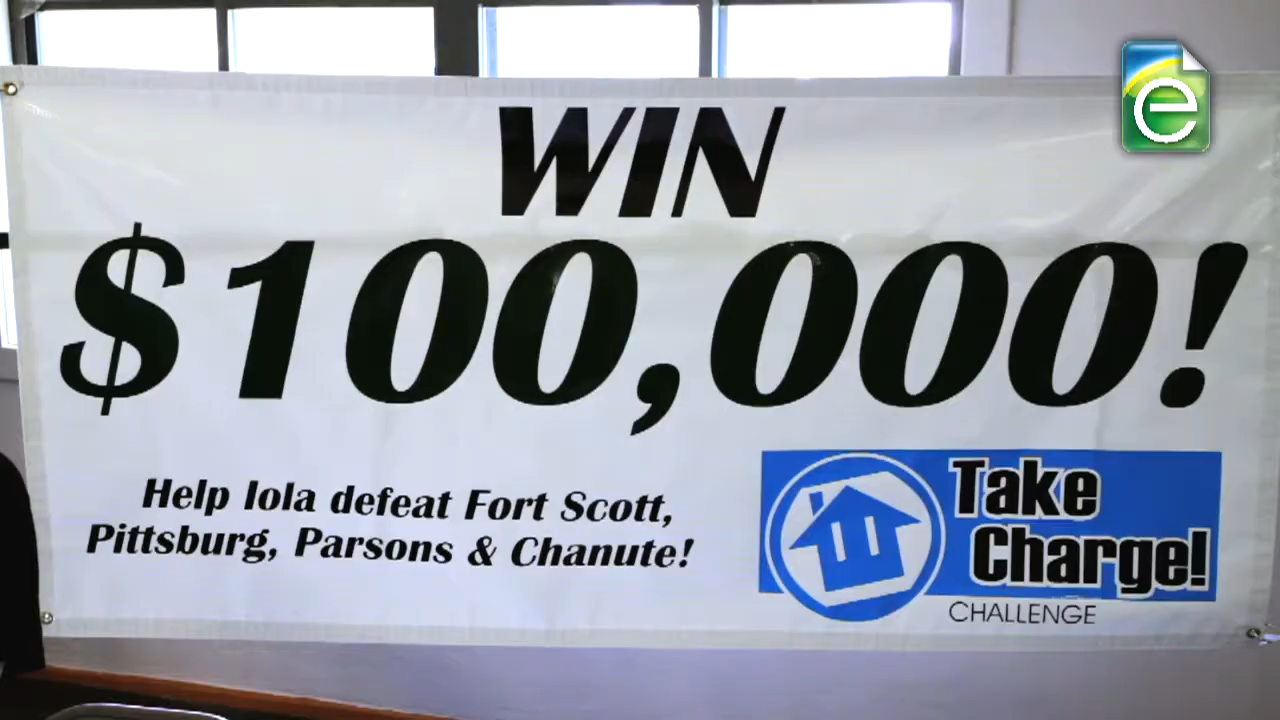 WIN
$100,000!
Help Iola defeat Fort Scott,
Pittsburg, Parsons & Chanute!
Take
Charge!
CHALLENGE
e